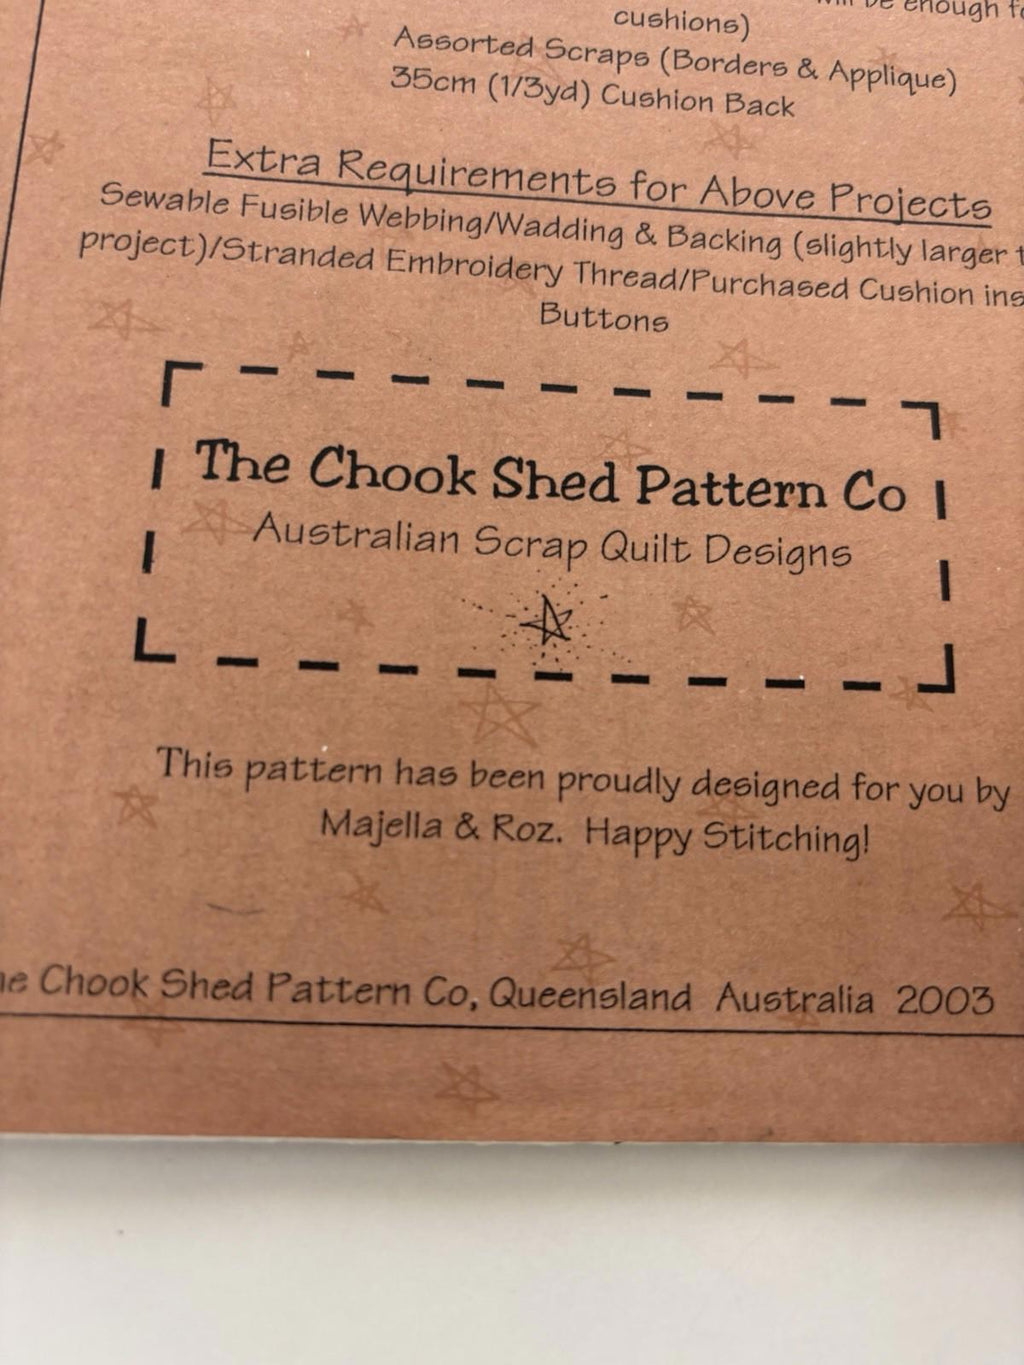 be enough
cushions)
Assorted Scraps (Borders & Applique)
35cm (1/3yd) Cushion Back
Extra Requirements for Above Projects
Sewable Fusible Webbing/Wadding & Backing (slightly larger
project)/Stranded Embroidery Thread/Purchased Cushion
Buttons
The Chook Shed Pattern Co
Australian Scrap Quilt Designs
This pattern has been proudly designed for you by
Majella & Roz. Happy Stitching!
Chook Shed Pattern Co, Queensland Australia 2003